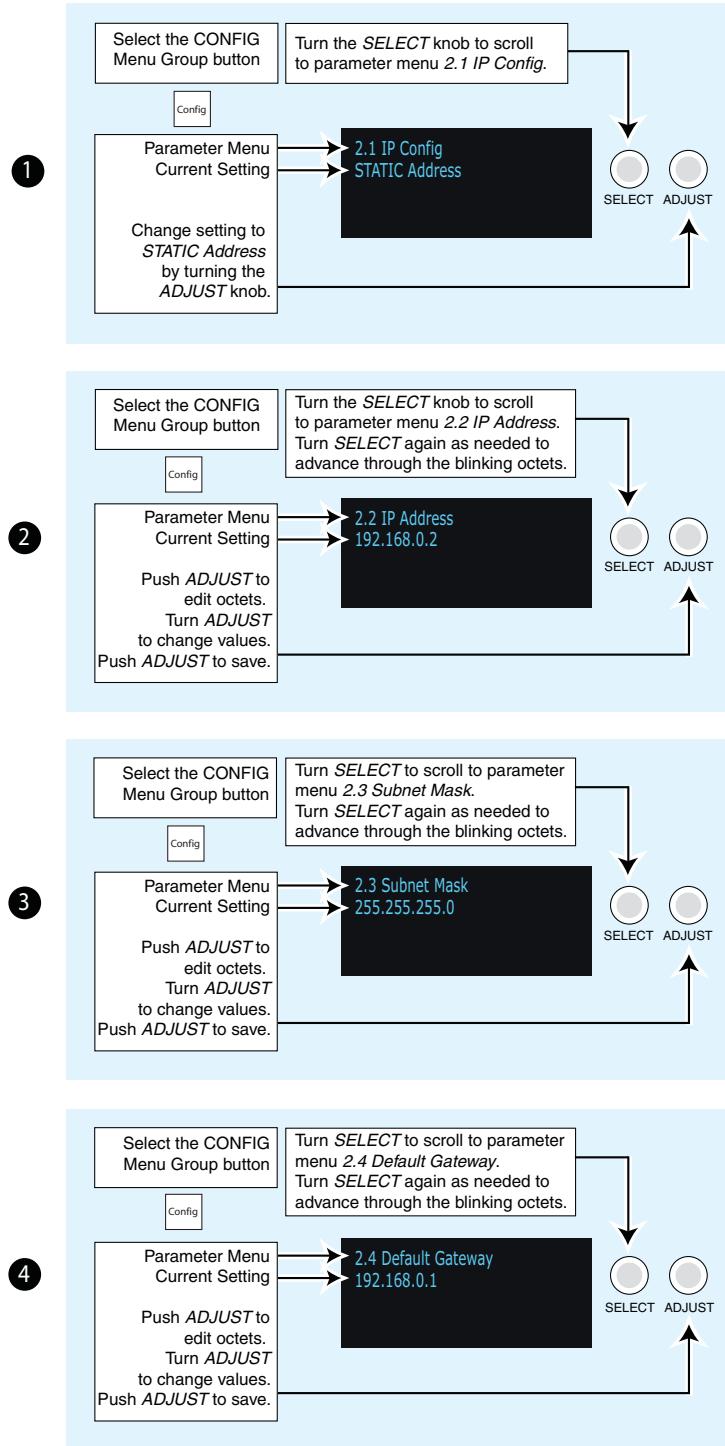 Select the CONFIG
Menu Group button
Turn the SELECT knob to scroll
to parameter menu 2.1 IP Config.
Config
1
Parameter Menu
Current Setting
2.1 IP Config
STATIC Address
SELECT ADJUST
Change setting to
STATIC Address
by turning the
ADJUST knob.
Select the CONFIG
Menu Group button
Turn the SELECT knob to scroll
to parameter menu 2.2 IP Address.
Turn SELECT again as needed to
advance through the blinking octets.
Config
2
Parameter Menu
Current Setting
2.2 IP Address
192.168.0.2
SELECT ADJUST
Push ADJUST to
edit octets.
Turn ADJUST
to change values.
Push ADJUST to save.
Select the CONFIG
Menu Group button
Turn SELECT to scroll to parameter
menu 2.3 Subnet Mask.
Turn SELECT again as needed to
advance through the blinking octets.
Config
3
Parameter Menu
Current Setting
2.3 Subnet Mask
255.255.255.0
SELECT ADJUST
Push ADJUST to
edit octets.
Turn ADJUST
to change values.
Push ADJUST to save.
Select the CONFIG
Menu Group button
Turn SELECT to scroll to parameter
menu 2.4 Default Gateway.
Turn SELECT again as needed to
advance through the blinking octets.
Config
4
Parameter Menu
Current Setting
2.4 Default Gateway
192.168.0.1
SELECT ADJUST
Push ADJUST to
edit octets.
Turn ADJUST
to change values.
Push ADJUST to save.